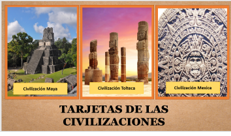 Civilización Maya
Civilización Tolteca
Civilización Mexica
TARJETAS DE LAS
CIVILIZACIONES